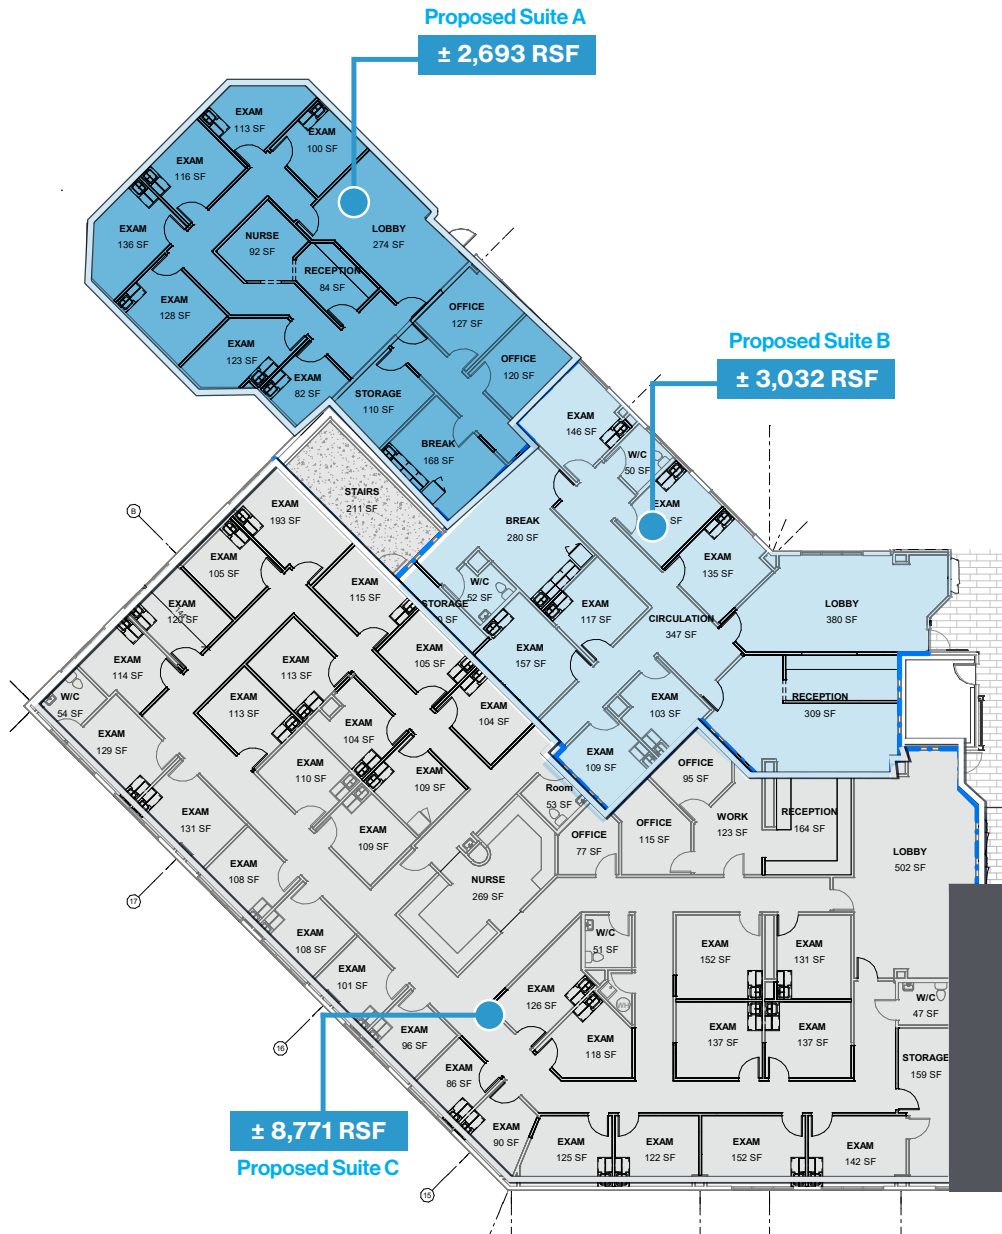 Proposed Suite A
± 2,693 RSF
EXAM
113 SF
EXAM
100 SF
EXAM
116 SF
EXAM
136 SF
NURSE
92 SF
LOBBY
274 SF
RECEPTION
84 SF
EXAM
128 SF
OFFICE
127 SF
EXAM
123 SF
OFFICE
120 SF
EXAM
82 SF
STORAGE
110 SF
BREAK
168 SF
Proposed Suite B
± 3,032 RSF
EXAM
146 SF
W/C
50 SF
EXAM
SF
BREAK
280 SF
EXAM
135 SF
W/C
52 SF
STORAGE
SF
EXAM
117 SF
CIRCULATION
347 SF
LOBBY
380 SF
EXAM
157 SF
EXAM
103 SF
RECEPTION
309 SF
EXAM
109 SF
STAIRS
211 SF
EXAM
193 SF
B
EXAM
105 SF
EXAM
115 SF
EXAM
120 SF
EXAM
105 SF
EXAM
114 SF
EXAM
113 SF
W/C
54 SF
EXAM
113 SF
EXAM
104 SF
EXAM
104 SF
EXAM
129 SF
EXAM
110 SF
EXAM
109 SF
OFFICE
95 SF
Room
53 SF
EXAM
131 SF
EXAM
109 SF
OFFICE
77 SF
OFFICE
115 SF
WORK
123 SF
RECEPTION
164 SF
LOBBY
502 SF
EXAM
108 SF
NURSE
269 SF
17
EXAM
108 SF
W/C
51 SF
EXAM
152 SF
EXAM
131 SF
EXAM
101 SF
EXAM
126 SF
WH
W/C
47 SF
EXAM
96 SF
EXAM
118 SF
EXAM
137 SF
EXAM
137 SF
16
EXAM
86 SF
STORAGE
159 SF
EXAM
90 SF
EXAM
125 SF
EXAM
122 SF
EXAM
152 SF
EXAM
142 SF
± 8,771 RSF
Proposed Suite C
15